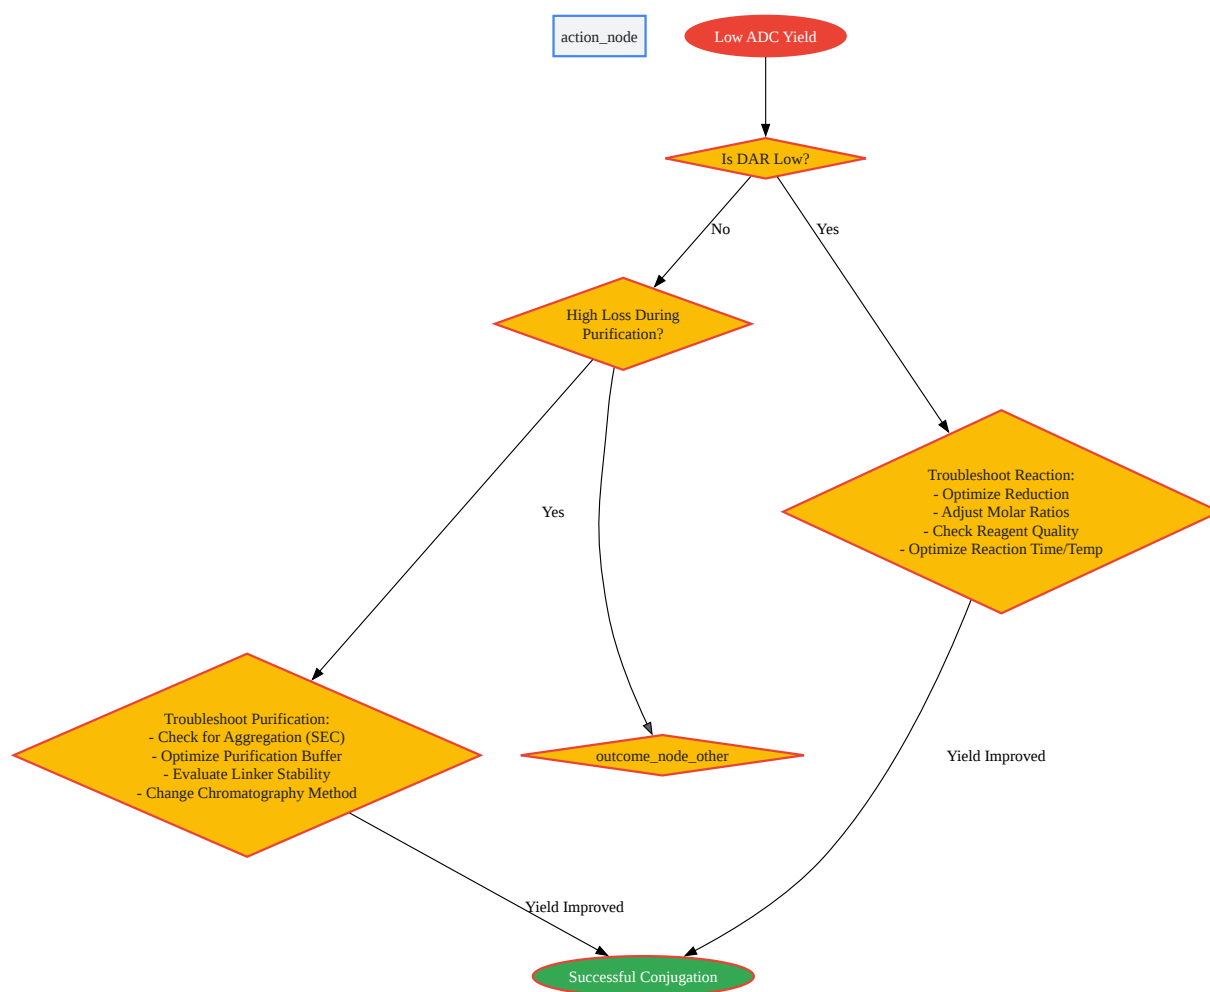 action_node
Low ADC Yield
Is DAR Low?
No
Yes
High Loss During
Purification?
Troubleshoot Reaction:
- Optimize Reduction
- Adjust Molar Ratios
- Check Reagent Quality
- Optimize Reaction Time/Temp
Yes
Troubleshoot Purification:
- Check for Aggregation (SEC)
- Optimize Purification Buffer
- Evaluate Linker Stability
- Change Chromatography Method
outcome_node_other
Yield Improved
Yield Improved
Successful Conjugation